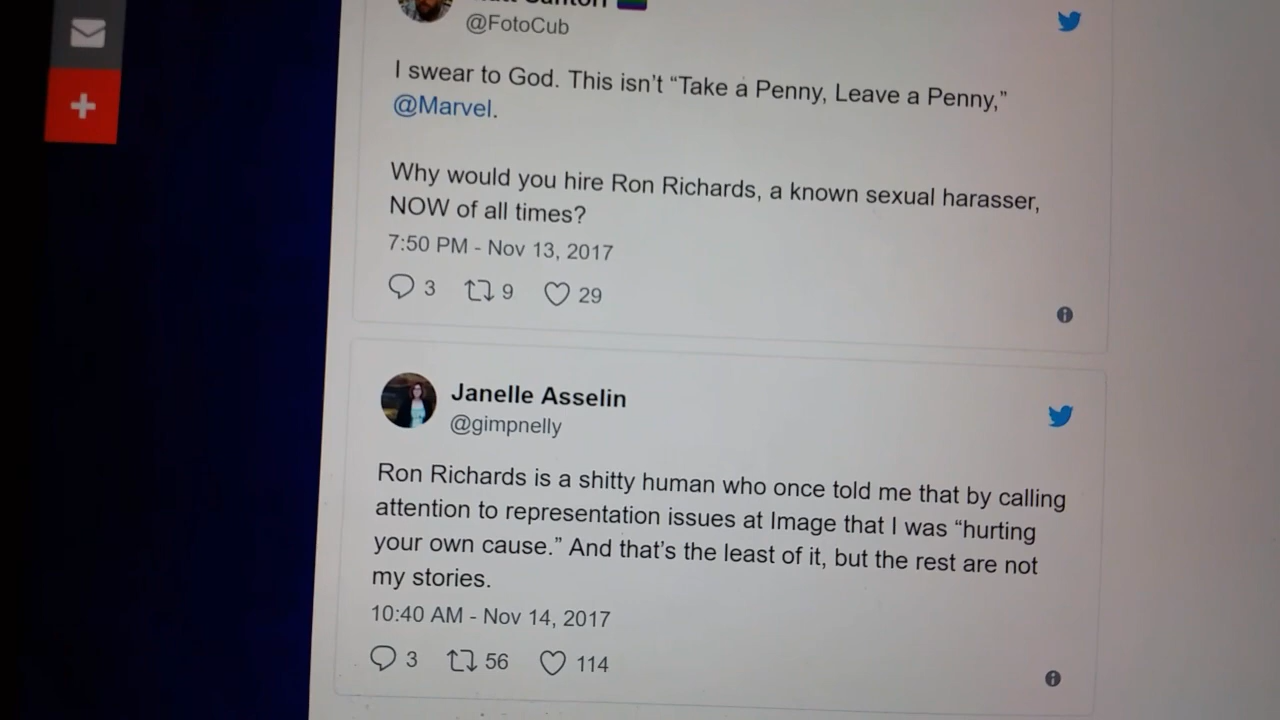 @FotoCub
I swear to God. This isn’t “Take a Penny, Leave a Penny,”
@Marvel.
Why would you hire Ron Richards, a known sexual harasser,
NOW of all times?
7:50 PM - Nov 13, 2017
3 9 29
Janelle Asselin
@gimpnelly
Ron Richards is a shitty human who once told me that by calling
attention to representation issues at Image that I was “hurting
your own cause.” And that’s the least of it, but the rest are not
my stories.
10:40 AM - Nov 14, 2017
3 56 114